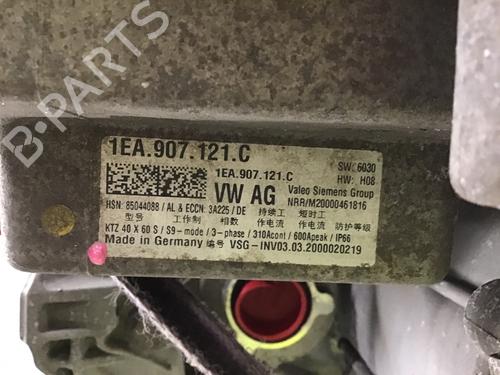 1EA.907.121.C
1EA.907.121.C
SW: 6030
HW: H08
VW AG
Valeo Siemens Group
NRR/M20000461816
HSN: 85044088 / AL & ECCN: 3A225 / DE
持续工 短时工
型号 工作制 相数 作电流 作电流 防护等级
KTZ 40 X 60 S / S9-mode / 3-phase / 310Acont / 600Apeak / IP66
Made in Germany 编号 VSG-INV03.03.2000020219
B-PARTS